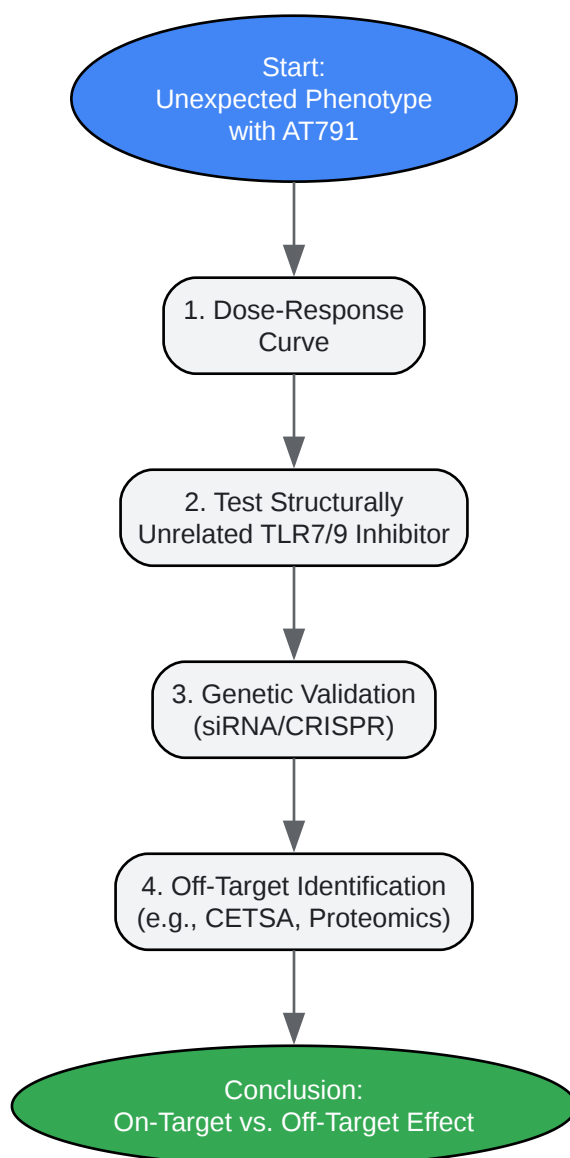 Start:
Unexpected Phenotype
with AT791
1. Dose-Response
Curve
2. Test Structurally
Unrelated TLR7/9 Inhibitor
3. Genetic Validation
(siRNA/CRISPR)
4. Off-Target Identification
(e.g., CETSA, Proteomics)
Conclusion:
On-Target vs. Off-Target Effect